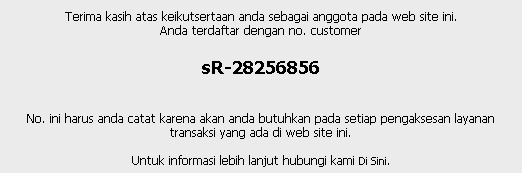 Terima kasih atas keikutsertaan anda sebagai anggota pada web site ini.
Anda terdaftar dengan no. customer
sR-28256856
No. ini harus anda catat karena akan anda butuhkan pada setiap pengaksesan layanan
transaksi yang ada di web site ini.
Untuk informasi lebih lanjut hubungi kami Di Sini.